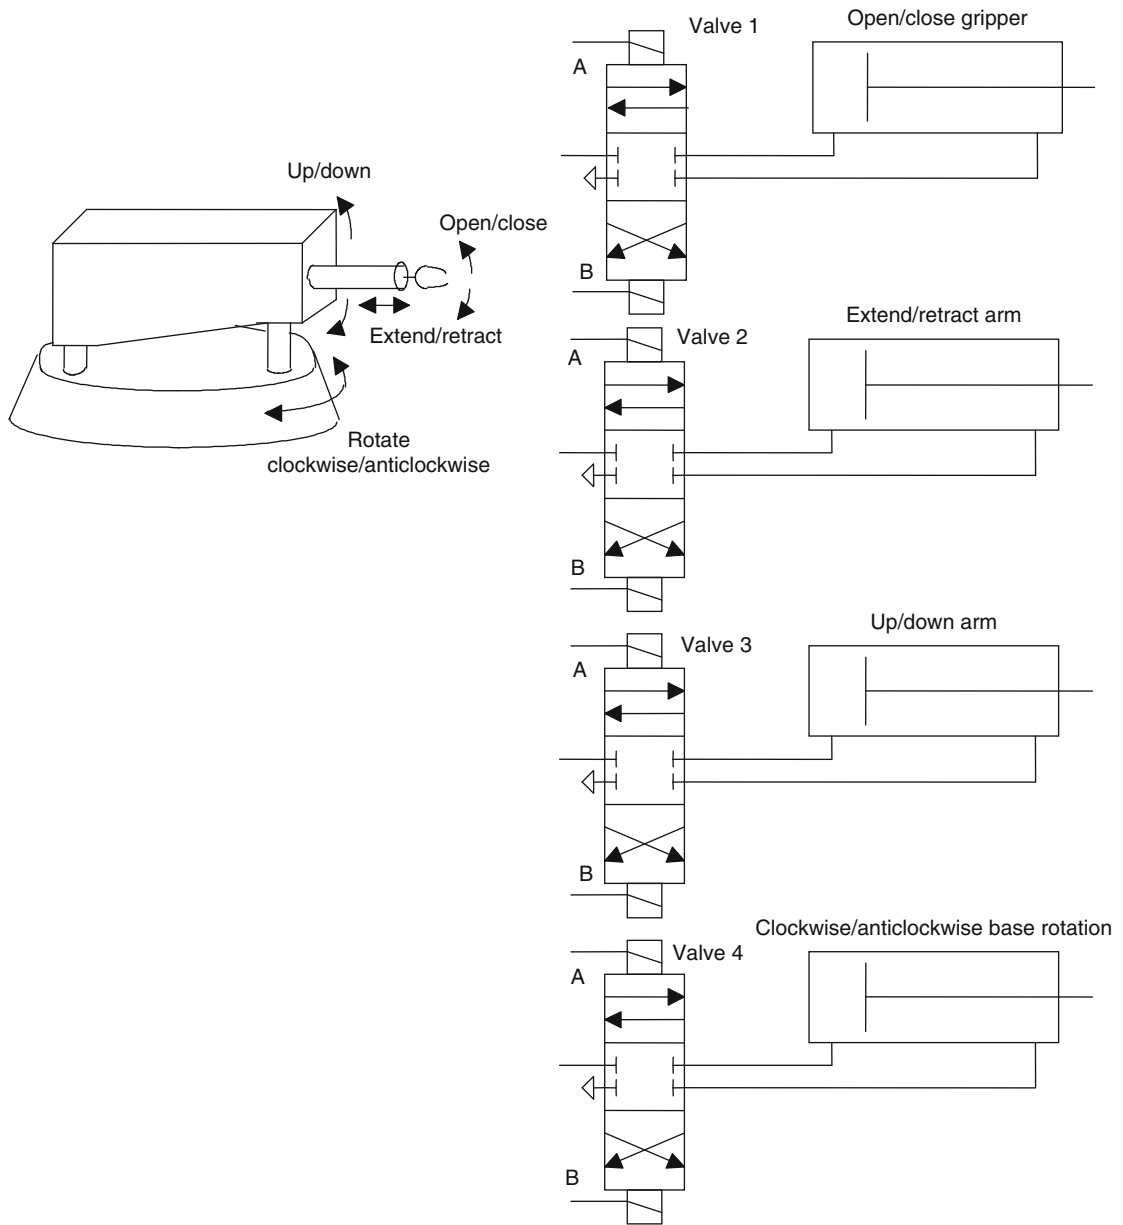 Up/down
Open/close
Extend/retract
Rotate
clockwise/anticlockwise
Valve 1
Open/close gripper
A
B
Valve 2
Extend/retract arm
A
B
Valve 3
Up/down arm
A
B
Valve 4
Clockwise/anticlockwise base rotation
A
B